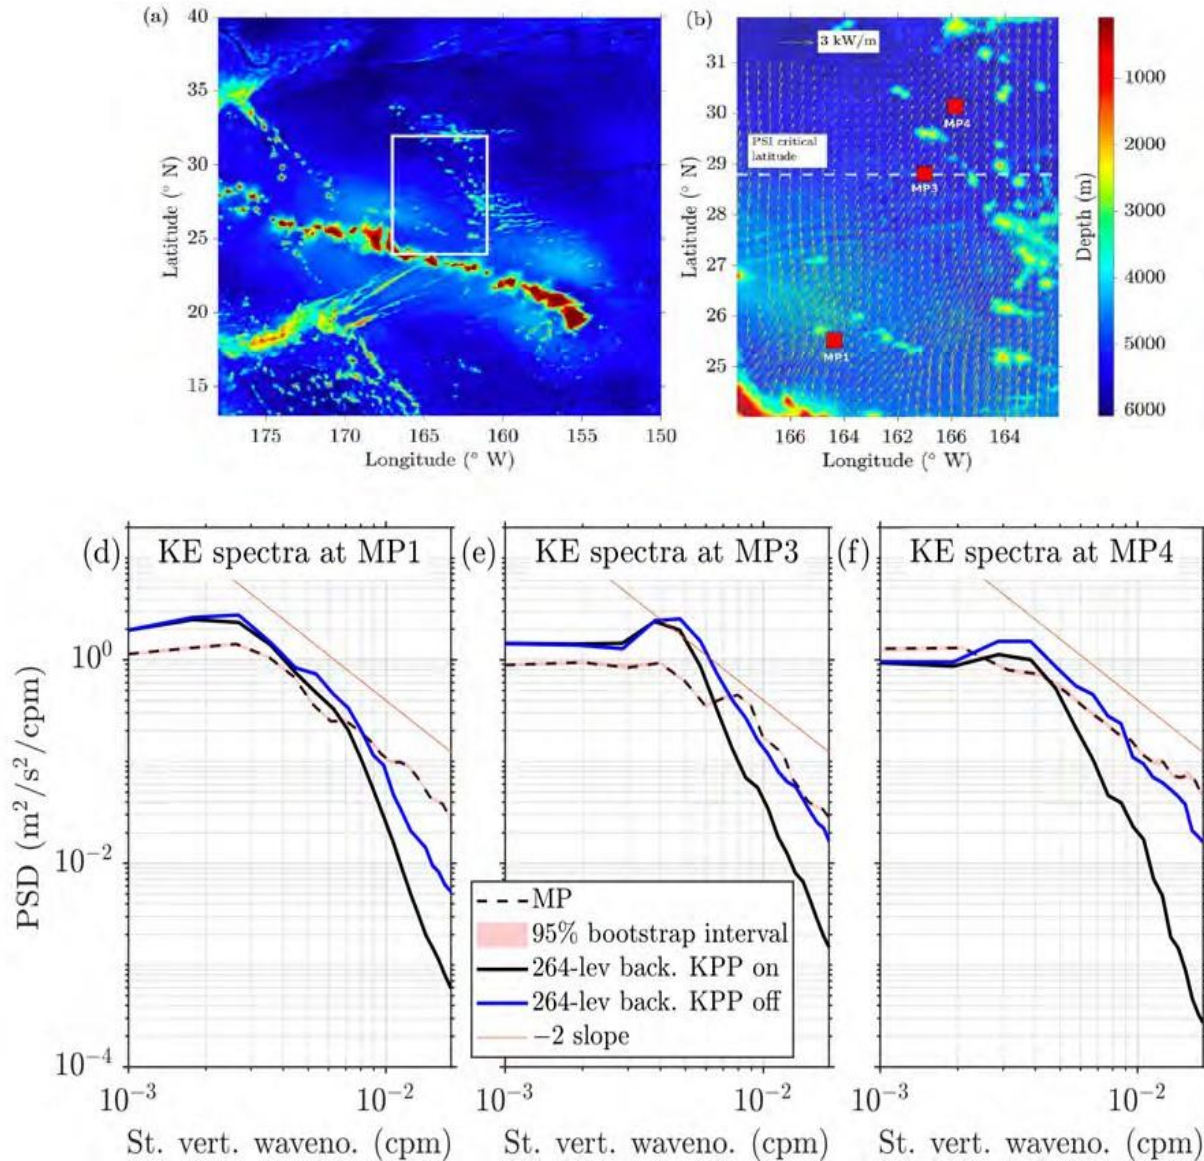 (a)
40
35
30
25
20
15
Latitude (° N)
175 170 165 160 155 150
Longitude (° W)
(b)
3 kW/m
31
30
29
28
27
26
25
Latitude (° N)
MP4
PSI critical
latitude
MP3
MP1
166 164 162 166 164
Longitude (° W)
1000
2000
3000
4000
5000
6000
Depth (m)
(d) KE spectra at MP1
(e) KE spectra at MP3
(f) KE spectra at MP4
PSD (m²/s²/cpm)
10⁰
10⁻²
10⁻⁴
MP
95% bootstrap interval
264-lev back. KPP on
264-lev back. KPP off
−2 slope
10⁻³ 10⁻² 10⁻³ 10⁻² 10⁻³ 10⁻²
St. vert. waveno. (cpm) St. vert. waveno. (cpm) St. vert. waveno. (cpm)